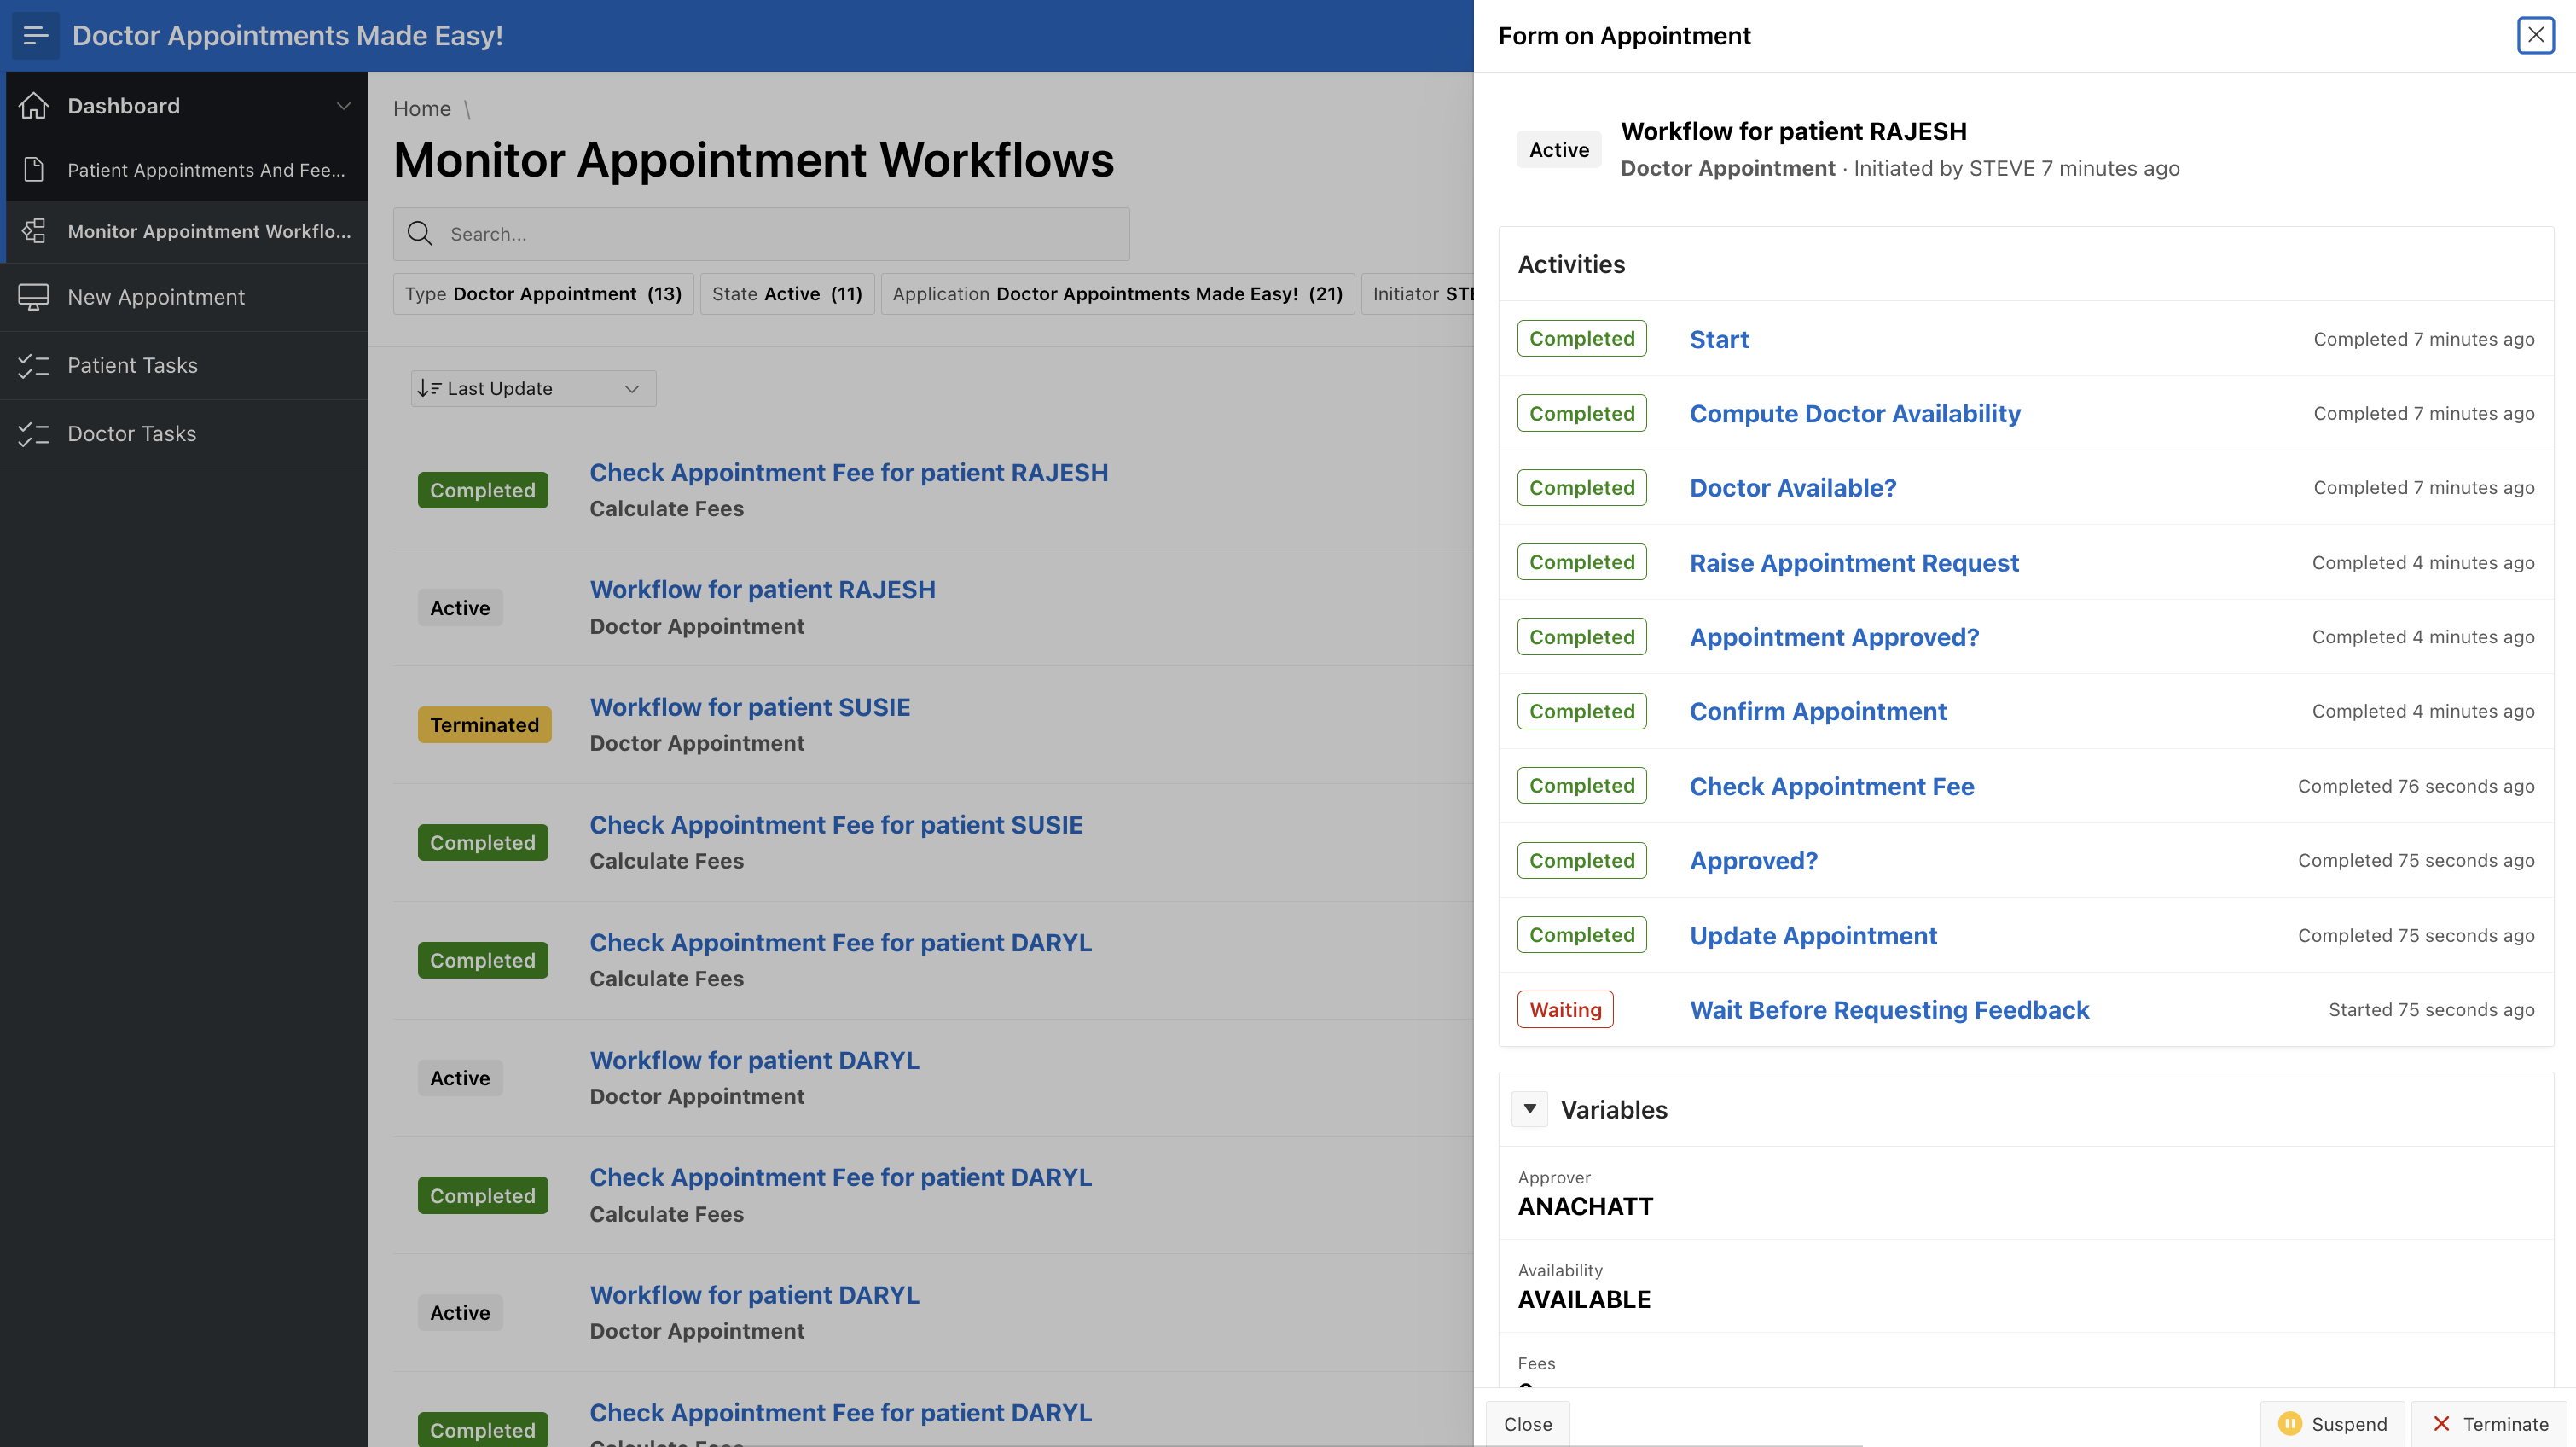 Doctor Appointments Made Easy!
Dashboard
Patient Appointments And Fee...
Monitor Appointment Workflo...
New Appointment
Patient Tasks
Doctor Tasks
Home \
Monitor Appointment Workflows
Search...
Type Doctor Appointment (13) State Active (11) Application Doctor Appointments Made Easy! (21) Initiator STE
Last Update
Completed Check Appointment Fee for patient RAJESH
Calculate Fees
Active Workflow for patient RAJESH
Doctor Appointment
Terminated Workflow for patient SUSIE
Doctor Appointment
Completed Check Appointment Fee for patient SUSIE
Calculate Fees
Completed Check Appointment Fee for patient DARYL
Calculate Fees
Active Workflow for patient DARYL
Doctor Appointment
Completed Check Appointment Fee for patient DARYL
Calculate Fees
Active Workflow for patient DARYL
Doctor Appointment
Completed Check Appointment Fee for patient DARYL
Form on Appointment
Active Workflow for patient RAJESH
Doctor Appointment · Initiated by STEVE 7 minutes ago
Activities
Completed Start Completed 7 minutes ago
Completed Compute Doctor Availability Completed 7 minutes ago
Completed Doctor Available? Completed 7 minutes ago
Completed Raise Appointment Request Completed 4 minutes ago
Completed Appointment Approved? Completed 4 minutes ago
Completed Confirm Appointment Completed 4 minutes ago
Completed Check Appointment Fee Completed 76 seconds ago
Completed Approved? Completed 75 seconds ago
Completed Update Appointment Completed 75 seconds ago
Waiting Wait Before Requesting Feedback Started 75 seconds ago
Variables
Approver
ANACHATT
Availability
AVAILABLE
Fees
Close Suspend Terminate